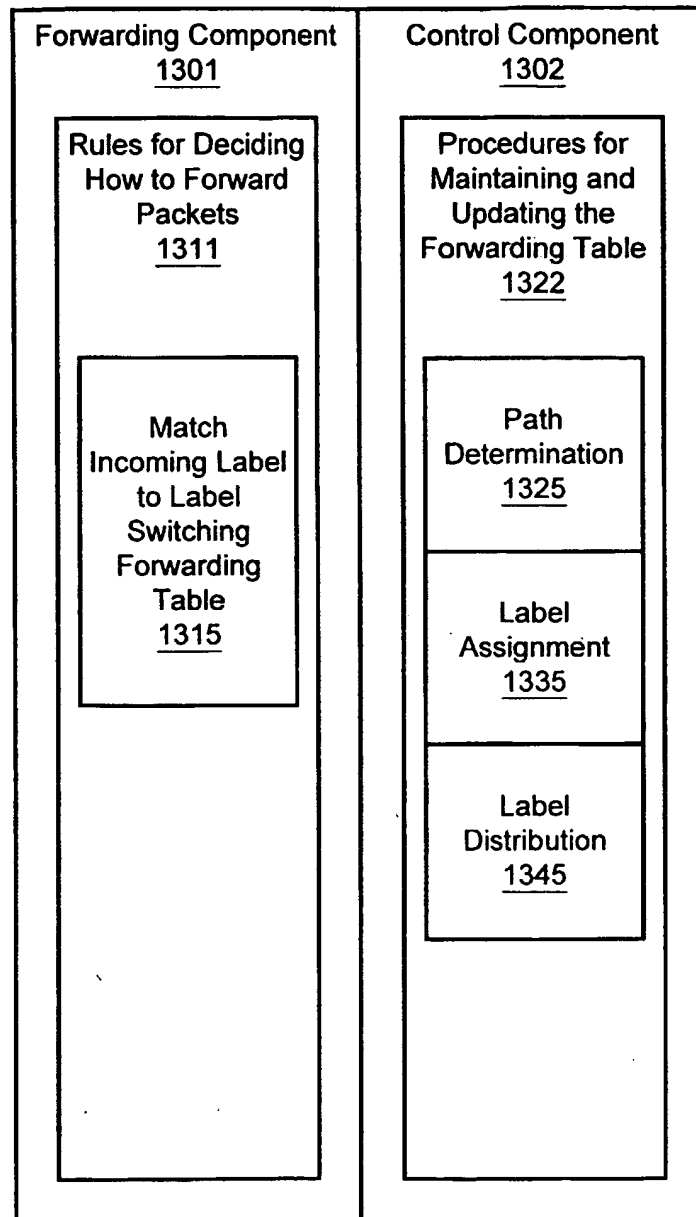 Forwarding Component
1301
Rules for Deciding
How to Forward
Packets
1311
Match
Incoming Label
to Label
Switching
Forwarding
Table
1315
Control Component
1302
Procedures for
Maintaining and
Updating the
Forwarding Table
1322
Path
Determination
1325
Label
Assignment
1335
Label
Distribution
1345